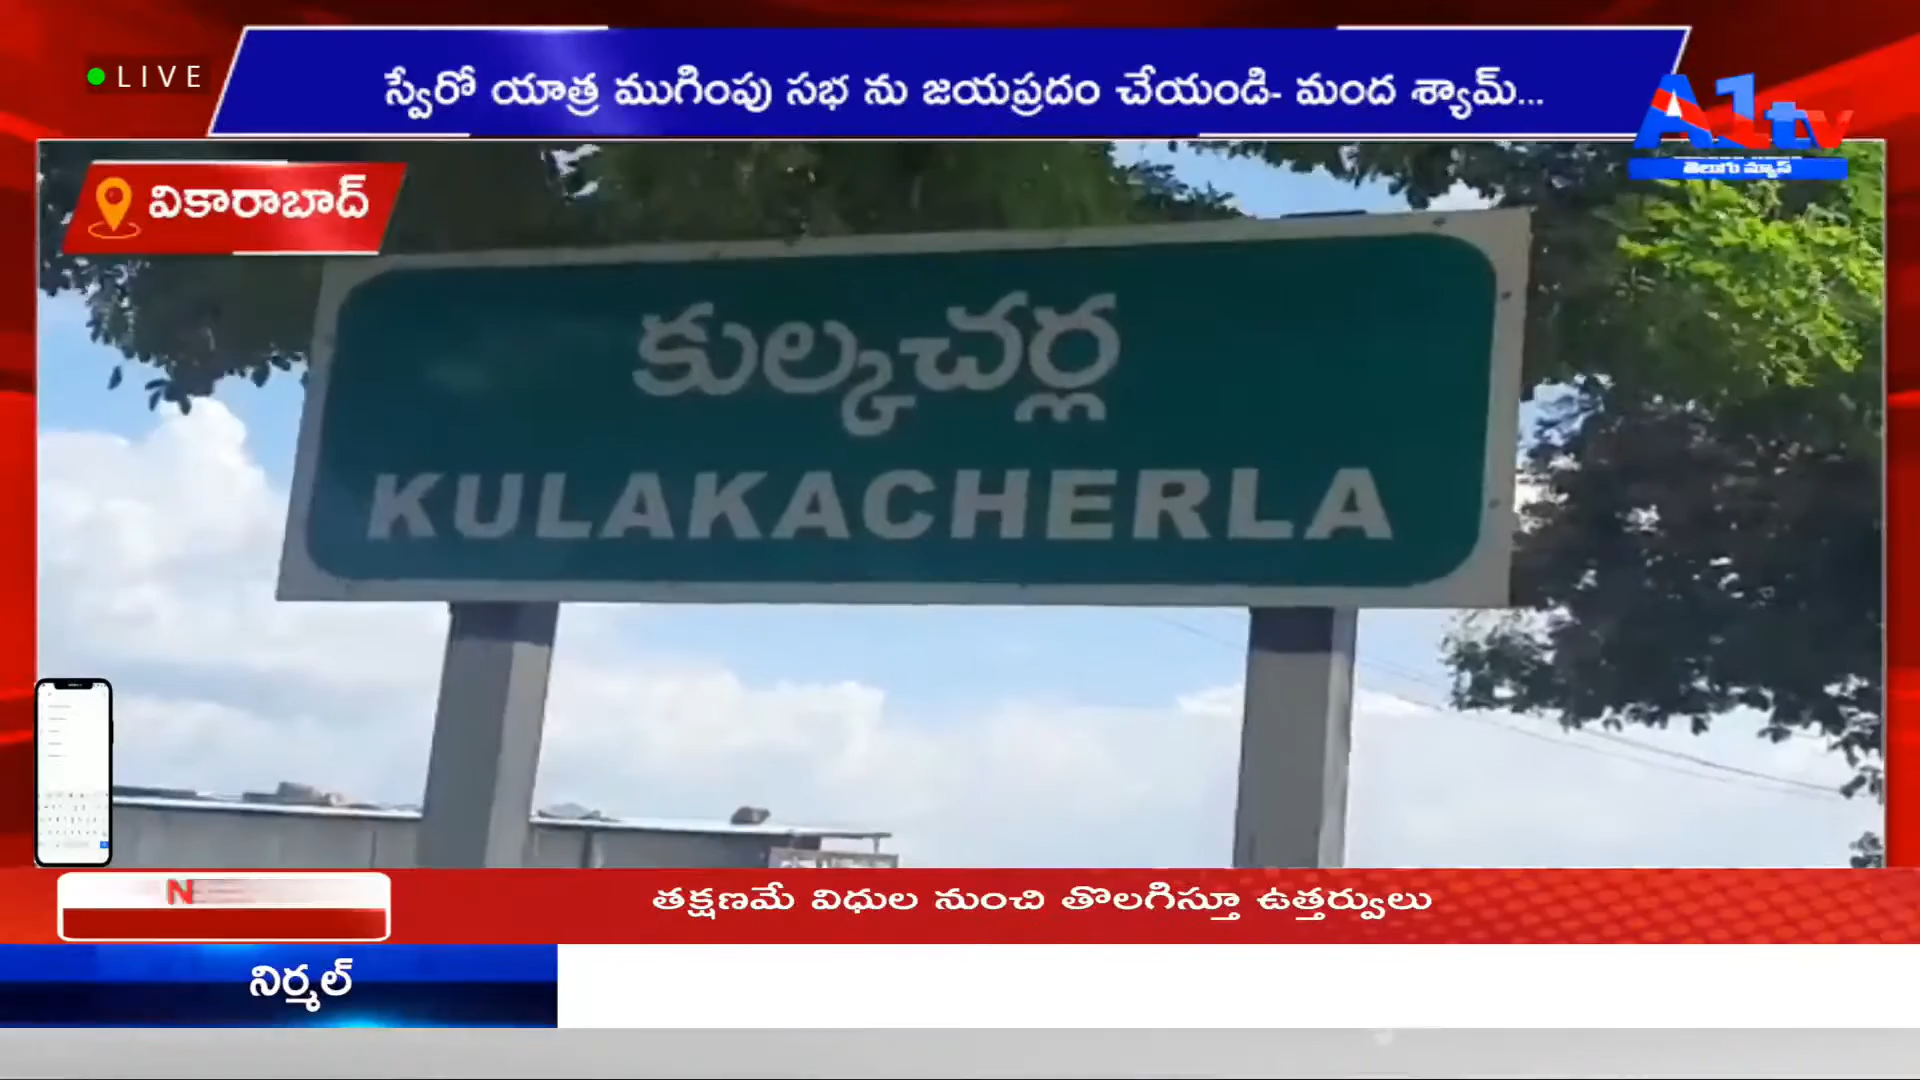 LIVE
స్వేరో యాత్ర ముగింపు సభ ను జయప్రదం చేయండి- మంద శ్యామ్...
A1tv
తెలుగు న్యూస్
వికారాబాద్
కుల్కచర్ల
KULAKACHERLA
N
తక్షణమే విధుల నుంచి తొలగిస్తూ ఉత్తర్వులు
నిర్మల్